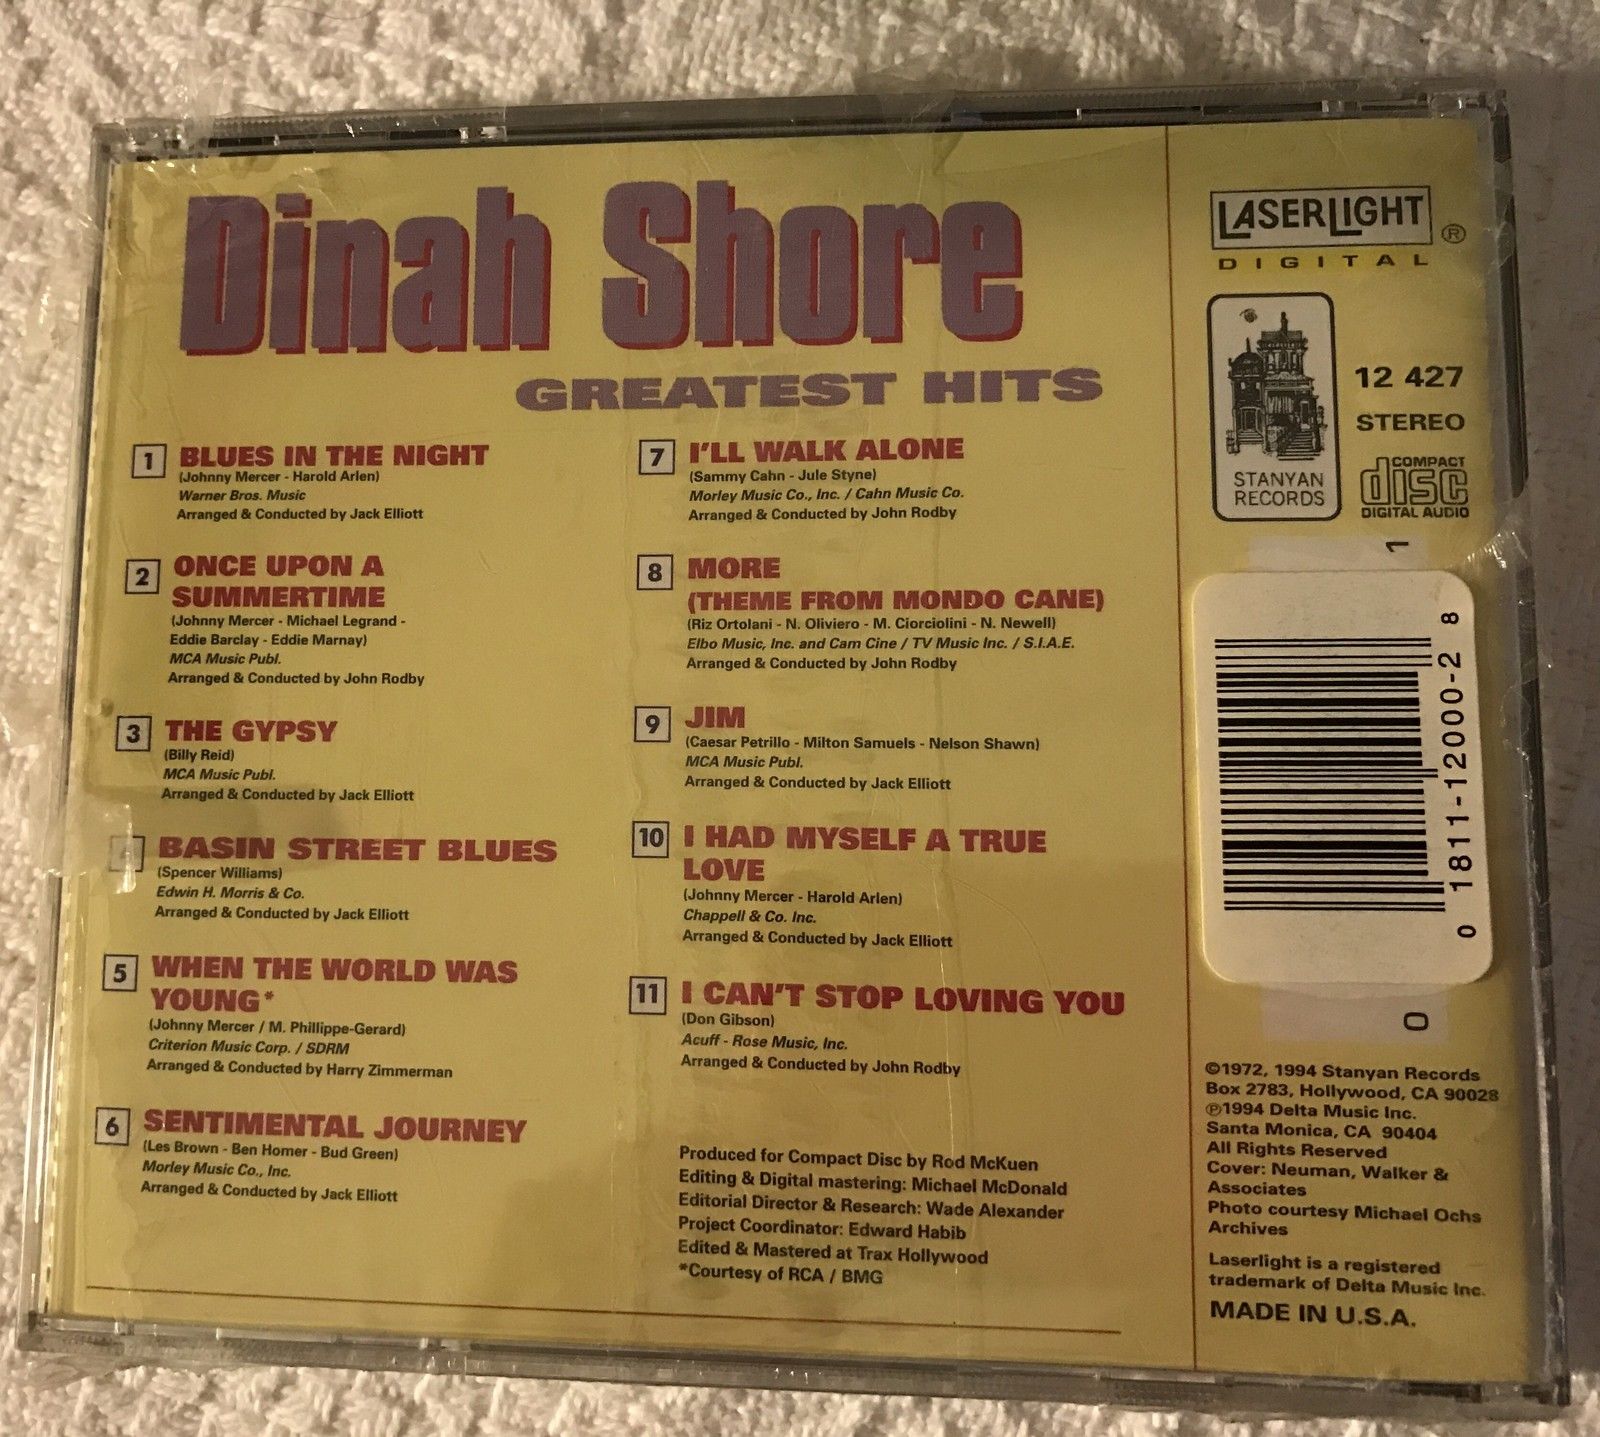 Dinah Shore
GREATEST HITS
1 BLUES IN THE NIGHT
(Johnny Mercer - Harold Arlen)
Warner Bros. Music
Arranged & Conducted by Jack Elliott
2 ONCE UPON A
SUMMERTIME
(Johnny Mercer - Michael Legrand -
Eddie Barclay - Eddie Marnay)
MCA Music Publ.
Arranged & Conducted by John Rodby
3 THE GYPSY
(Billy Reid)
MCA Music Publ.
Arranged & Conducted by Jack Elliott
BASIN STREET BLUES
(Spencer Williams)
Edwin H. Morris & Co.
Arranged & Conducted by Jack Elliott
5 WHEN THE WORLD WAS
YOUNG*
(Johnny Mercer / M. Phillippe-Gerard)
Criterion Music Corp. / SDRM
Arranged & Conducted by Harry Zimmerman
6 SENTIMENTAL JOURNEY
(Les Brown - Ben Homer - Bud Green)
Morley Music Co., Inc.
Arranged & Conducted by Jack Elliott
7 I'LL WALK ALONE
(Sammy Cahn - Jule Styne)
Morley Music Co., Inc. / Cahn Music Co.
Arranged & Conducted by John Rodby
8 MORE
(THEME FROM MONDO CANE)
(Riz Ortolani - N. Oliviero - M. Ciorciolini - N. Newell)
Elbo Music, Inc. and Cam Cine / TV Music Inc. / S.I.A.E.
Arranged & Conducted by John Rodby
9 JIM
(Caesar Petrillo - Milton Samuels - Nelson Shawn)
MCA Music Publ.
Arranged & Conducted by Jack Elliott
10 I HAD MYSELF A TRUE
LOVE
(Johnny Mercer - Harold Arlen)
Chappell & Co. Inc.
Arranged & Conducted by Jack Elliott
11 I CAN'T STOP LOVING YOU
(Don Gibson)
Acuff - Rose Music, Inc.
Arranged & Conducted by John Rodby
Produced for Compact Disc by Rod McKuen
Editing & Digital mastering: Michael McDonald
Editorial Director & Research: Wade Alexander
Project Coordinator: Edward Habib
Edited & Mastered at Trax Hollywood
*Courtesy of RCA / BMG
LASERLIGHT ®
DIGITAL
STANYAN
RECORDS
12 427
STEREO
COMPACT
disc
DIGITAL AUDIO
1
0 1811-12000-2 8
0
©1972, 1994 Stanyan Records
Box 2783, Hollywood, CA 90028
℗1994 Delta Music Inc.
Santa Monica, CA 90404
All Rights Reserved
Cover: Neuman, Walker &
Associates
Photo courtesy Michael Ochs
Archives
Laserlight is a registered
trademark of Delta Music Inc.
MADE IN U.S.A.